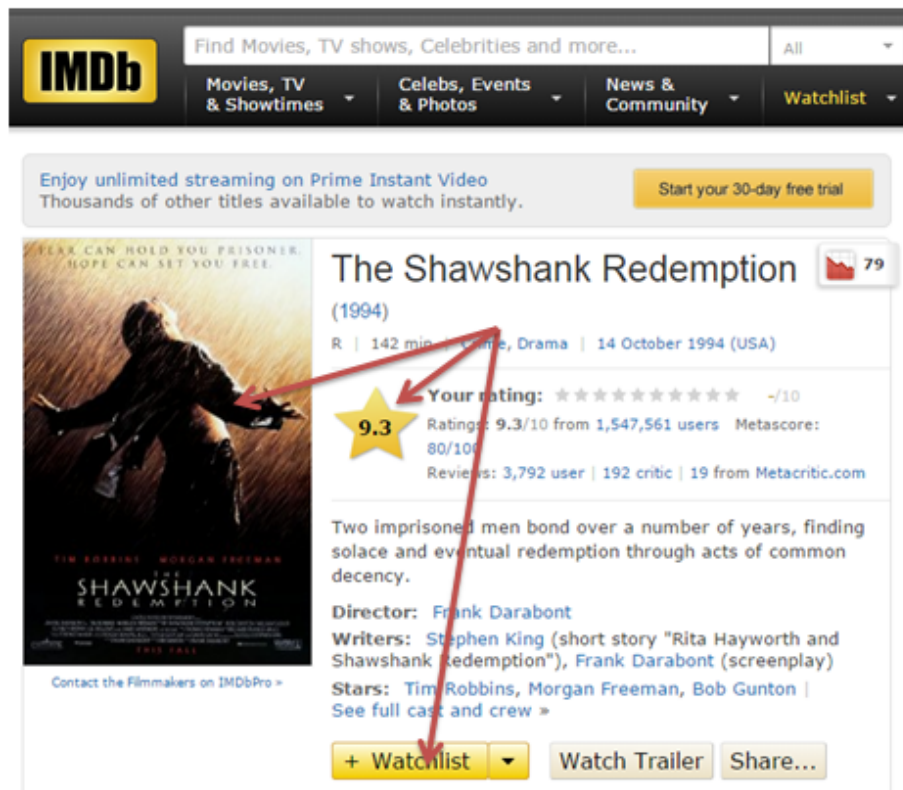 IMDb
Find Movies, TV shows, Celebrities and more...
All
Movies, TV
& Showtimes
Celebs, Events
& Photos
News &
Community
Watchlist
Enjoy unlimited streaming on Prime Instant Video
Thousands of other titles available to watch instantly.
Start your 30-day free trial
FEAR CAN HOLD YOU PRISONER.
HOPE CAN SET YOU FREE.
TIM ROBBINS MORGAN FREEMAN
THE
SHAWSHANK
REDEMPTION
THIS FALL
Contact the Filmmakers on IMDbPro »
The Shawshank Redemption
79
(1994)
R | 142 min | Crime, Drama | 14 October 1994 (USA)
9.3
Your rating: -/10
Ratings: 9.3/10 from 1,547,561 users Metascore:
80/100
Reviews: 3,792 user | 192 critic | 19 from Metacritic.com
Two imprisoned men bond over a number of years, finding
solace and eventual redemption through acts of common
decency.
Director: Frank Darabont
Writers: Stephen King (short story "Rita Hayworth and
Shawshank Redemption"), Frank Darabont (screenplay)
Stars: Tim Robbins, Morgan Freeman, Bob Gunton |
See full cast and crew »
+ Watchlist
Watch Trailer
Share...